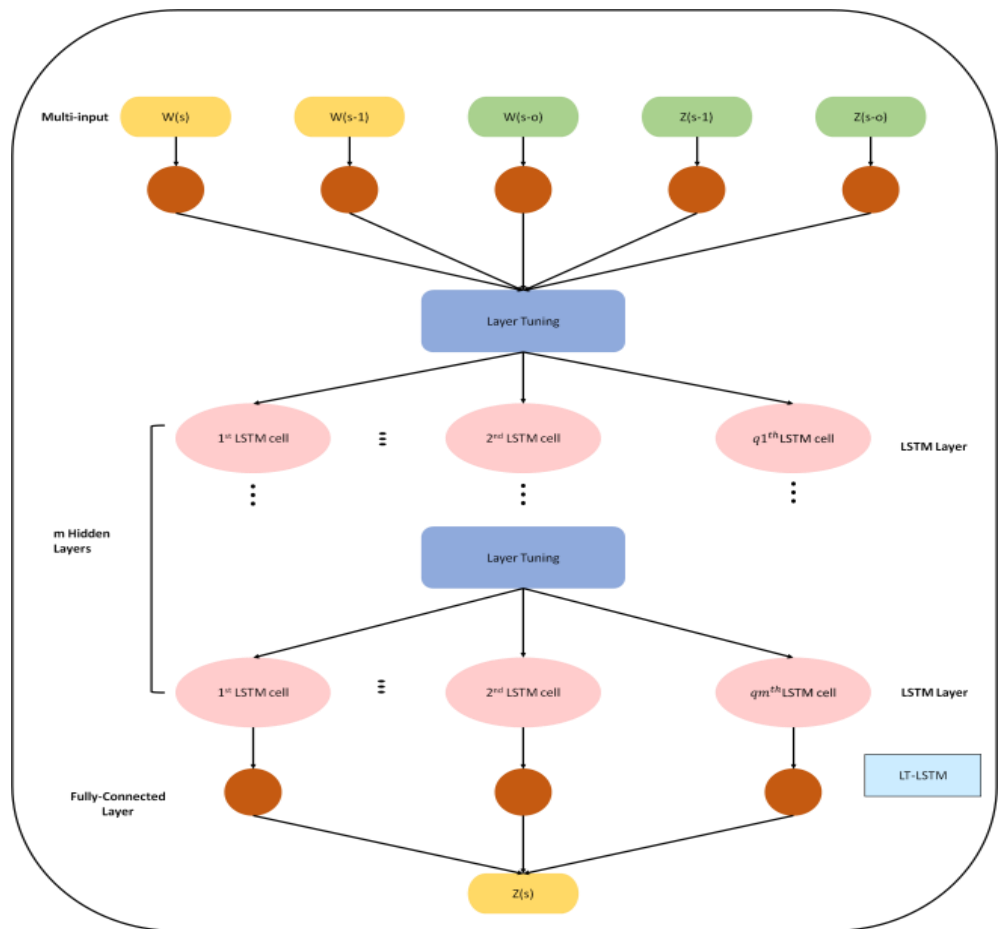 Multi-input
W(s)
W(s-1)
W(s-o)
Z(s-1)
Z(s-o)
Layer Tuning
1st LSTM cell
2nd LSTM cell
q1th LSTM cell
LSTM Layer
m Hidden
Layers
Layer Tuning
1st LSTM cell
2nd LSTM cell
qmth LSTM cell
LSTM Layer
LT-LSTM
Fully-Connected
Layer
Z(s)